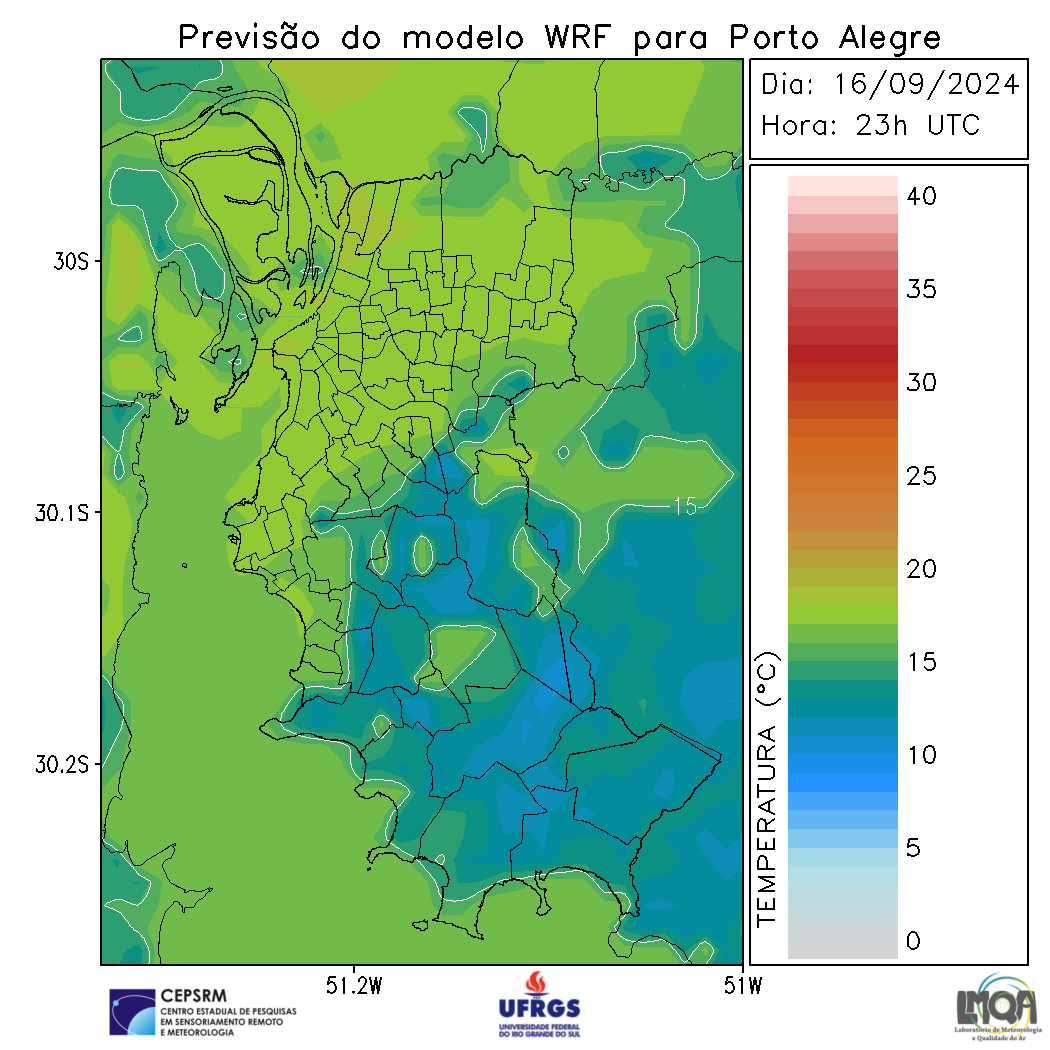 Previsão do modelo WRF para Porto Alegre
Dia: 16/09/2024
Hora: 23h UTC
40
35
30
25
20
15
10
5
0
TEMPERATURA (°C)
30S
30.1S
30.2S
15
51.2W
51W
CEPSRM
CENTRO ESTADUAL DE PESQUISAS
EM SENSORIAMENTO REMOTO
E METEOROLOGIA
UFRGS
UNIVERSIDADE FEDERAL
DO RIO GRANDE DO SUL
LMQA
Laboratório de Meteorologia
e Qualidade do Ar